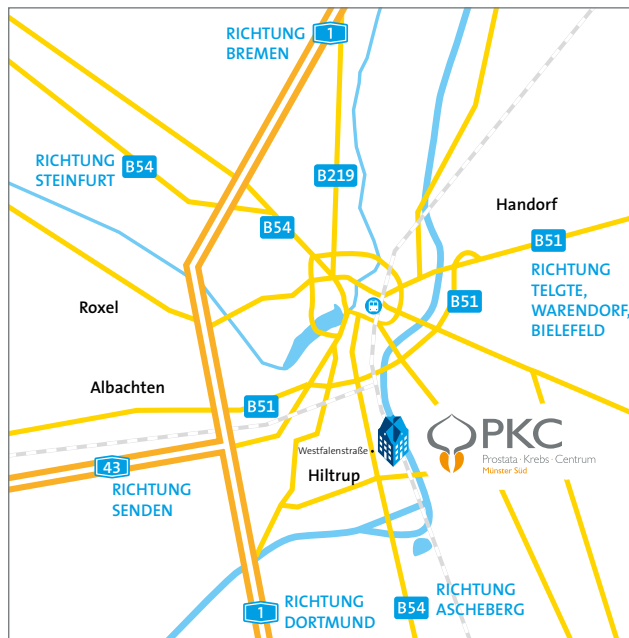 1
RICHTUNG
BREMEN
RICHTUNG
STEINFURT
B54
B219
Handorf
B54
B51
RICHTUNG
TELGTE,
WARENDORF,
BIELEFELD
B51
Roxel
Albachten
B51
Westfalenstraße
PKC
Prostata · Krebs · Centrum
Münster Süd
43
RICHTUNG
SENDEN
Hiltrup
1
RICHTUNG
DORTMUND
B54
RICHTUNG
ASCHEBERG